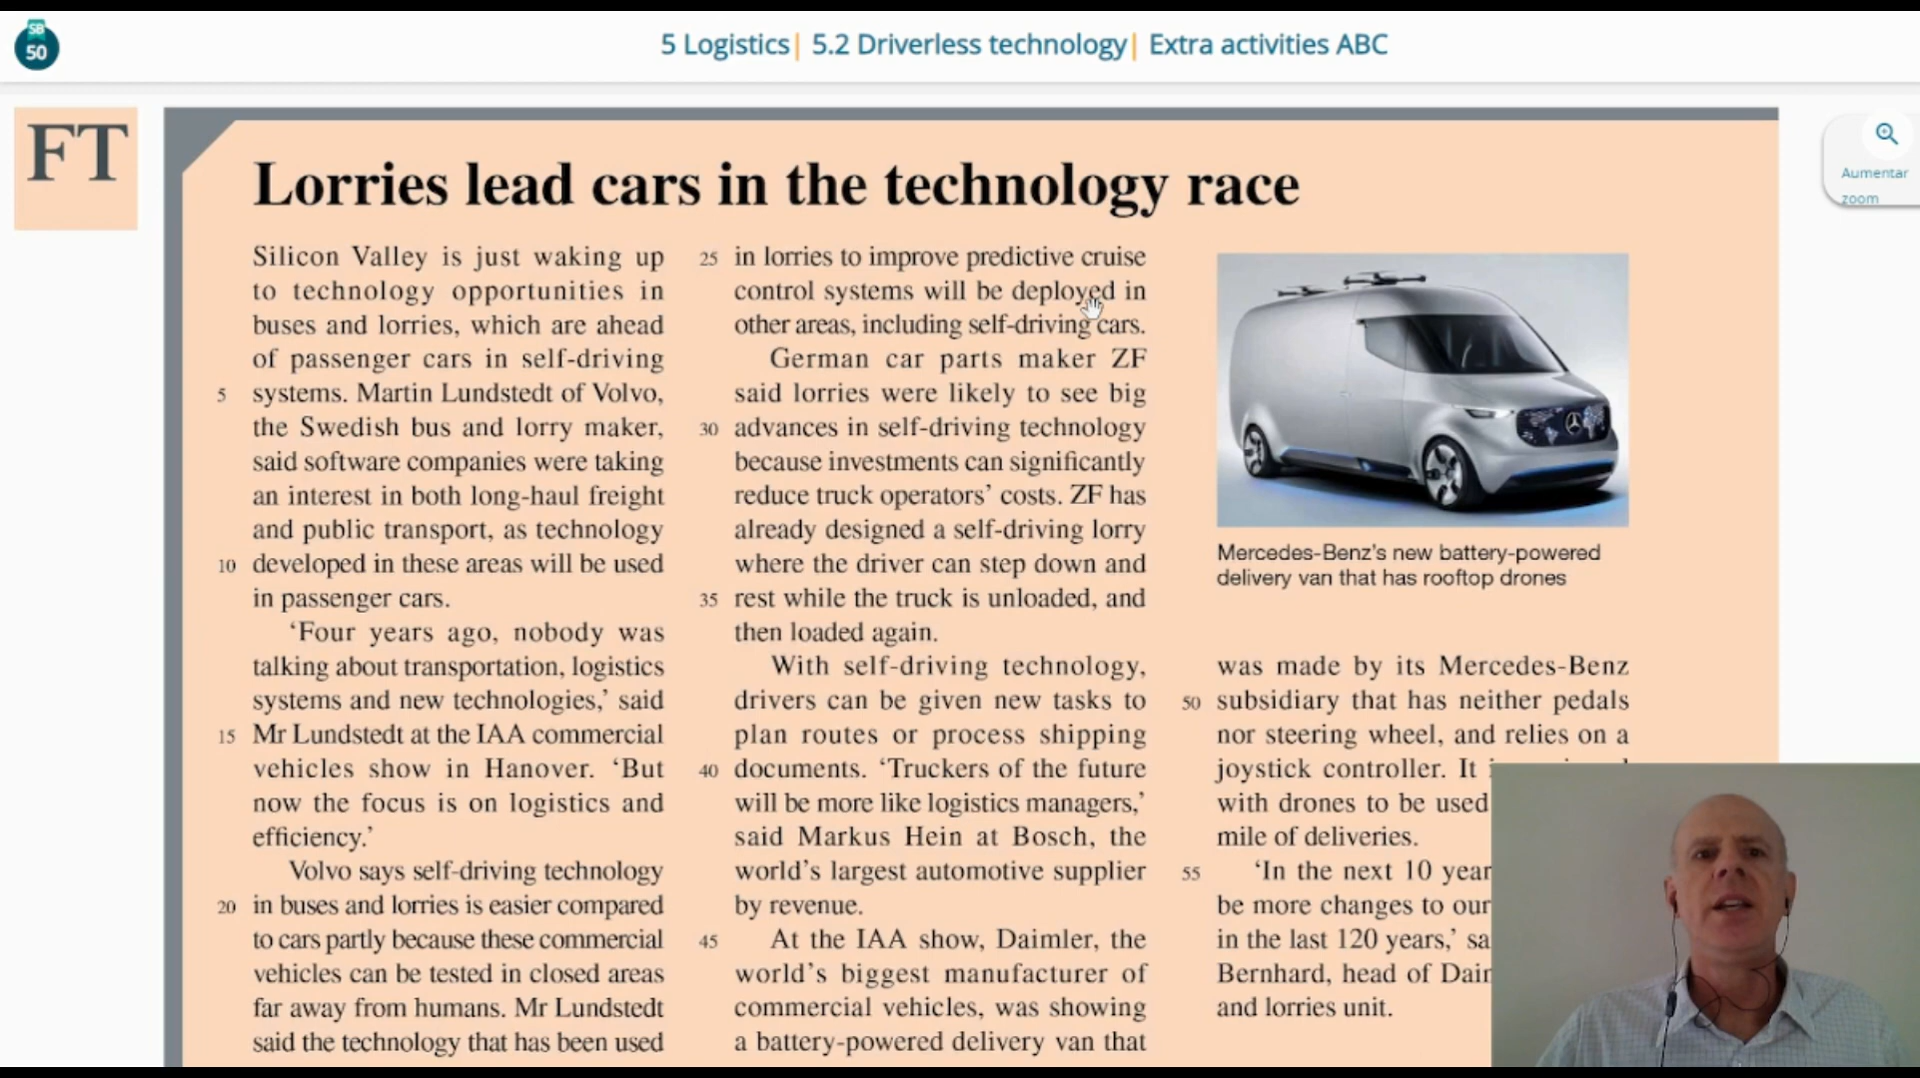 SB
50
5 Logistics| 5.2 Driverless technology| Extra activities ABC
FT
Aumentar
zoom
Lorries lead cars in the technology race
Silicon Valley is just waking up
to technology opportunities in
buses and lorries, which are ahead
of passenger cars in self-driving
5 systems. Martin Lundstedt of Volvo,
the Swedish bus and lorry maker,
said software companies were taking
an interest in both long-haul freight
and public transport, as technology
10 developed in these areas will be used
in passenger cars.
‘Four years ago, nobody was
talking about transportation, logistics
systems and new technologies,’ said
15 Mr Lundstedt at the IAA commercial
vehicles show in Hanover. ‘But
now the focus is on logistics and
efficiency.’
Volvo says self-driving technology
20 in buses and lorries is easier compared
to cars partly because these commercial
vehicles can be tested in closed areas
far away from humans. Mr Lundstedt
said the technology that has been used
25 in lorries to improve predictive cruise
control systems will be deployed in
other areas, including self-driving cars.
German car parts maker ZF
said lorries were likely to see big
30 advances in self-driving technology
because investments can significantly
reduce truck operators’ costs. ZF has
already designed a self-driving lorry
where the driver can step down and
35 rest while the truck is unloaded, and
then loaded again.
With self-driving technology,
drivers can be given new tasks to
plan routes or process shipping
40 documents. ‘Truckers of the future
will be more like logistics managers,’
said Markus Hein at Bosch, the
world’s largest automotive supplier
by revenue.
45 At the IAA show, Daimler, the
world’s biggest manufacturer of
commercial vehicles, was showing
a battery-powered delivery van that
Mercedes-Benz’s new battery-powered
delivery van that has rooftop drones
was made by its Mercedes-Benz
50 subsidiary that has neither pedals
nor steering wheel, and relies on a
joystick controller. It
with drones to be used
mile of deliveries.
55 ‘In the next 10 year
be more changes to our
in the last 120 years,’ sa
Bernhard, head of Dai
and lorries unit.